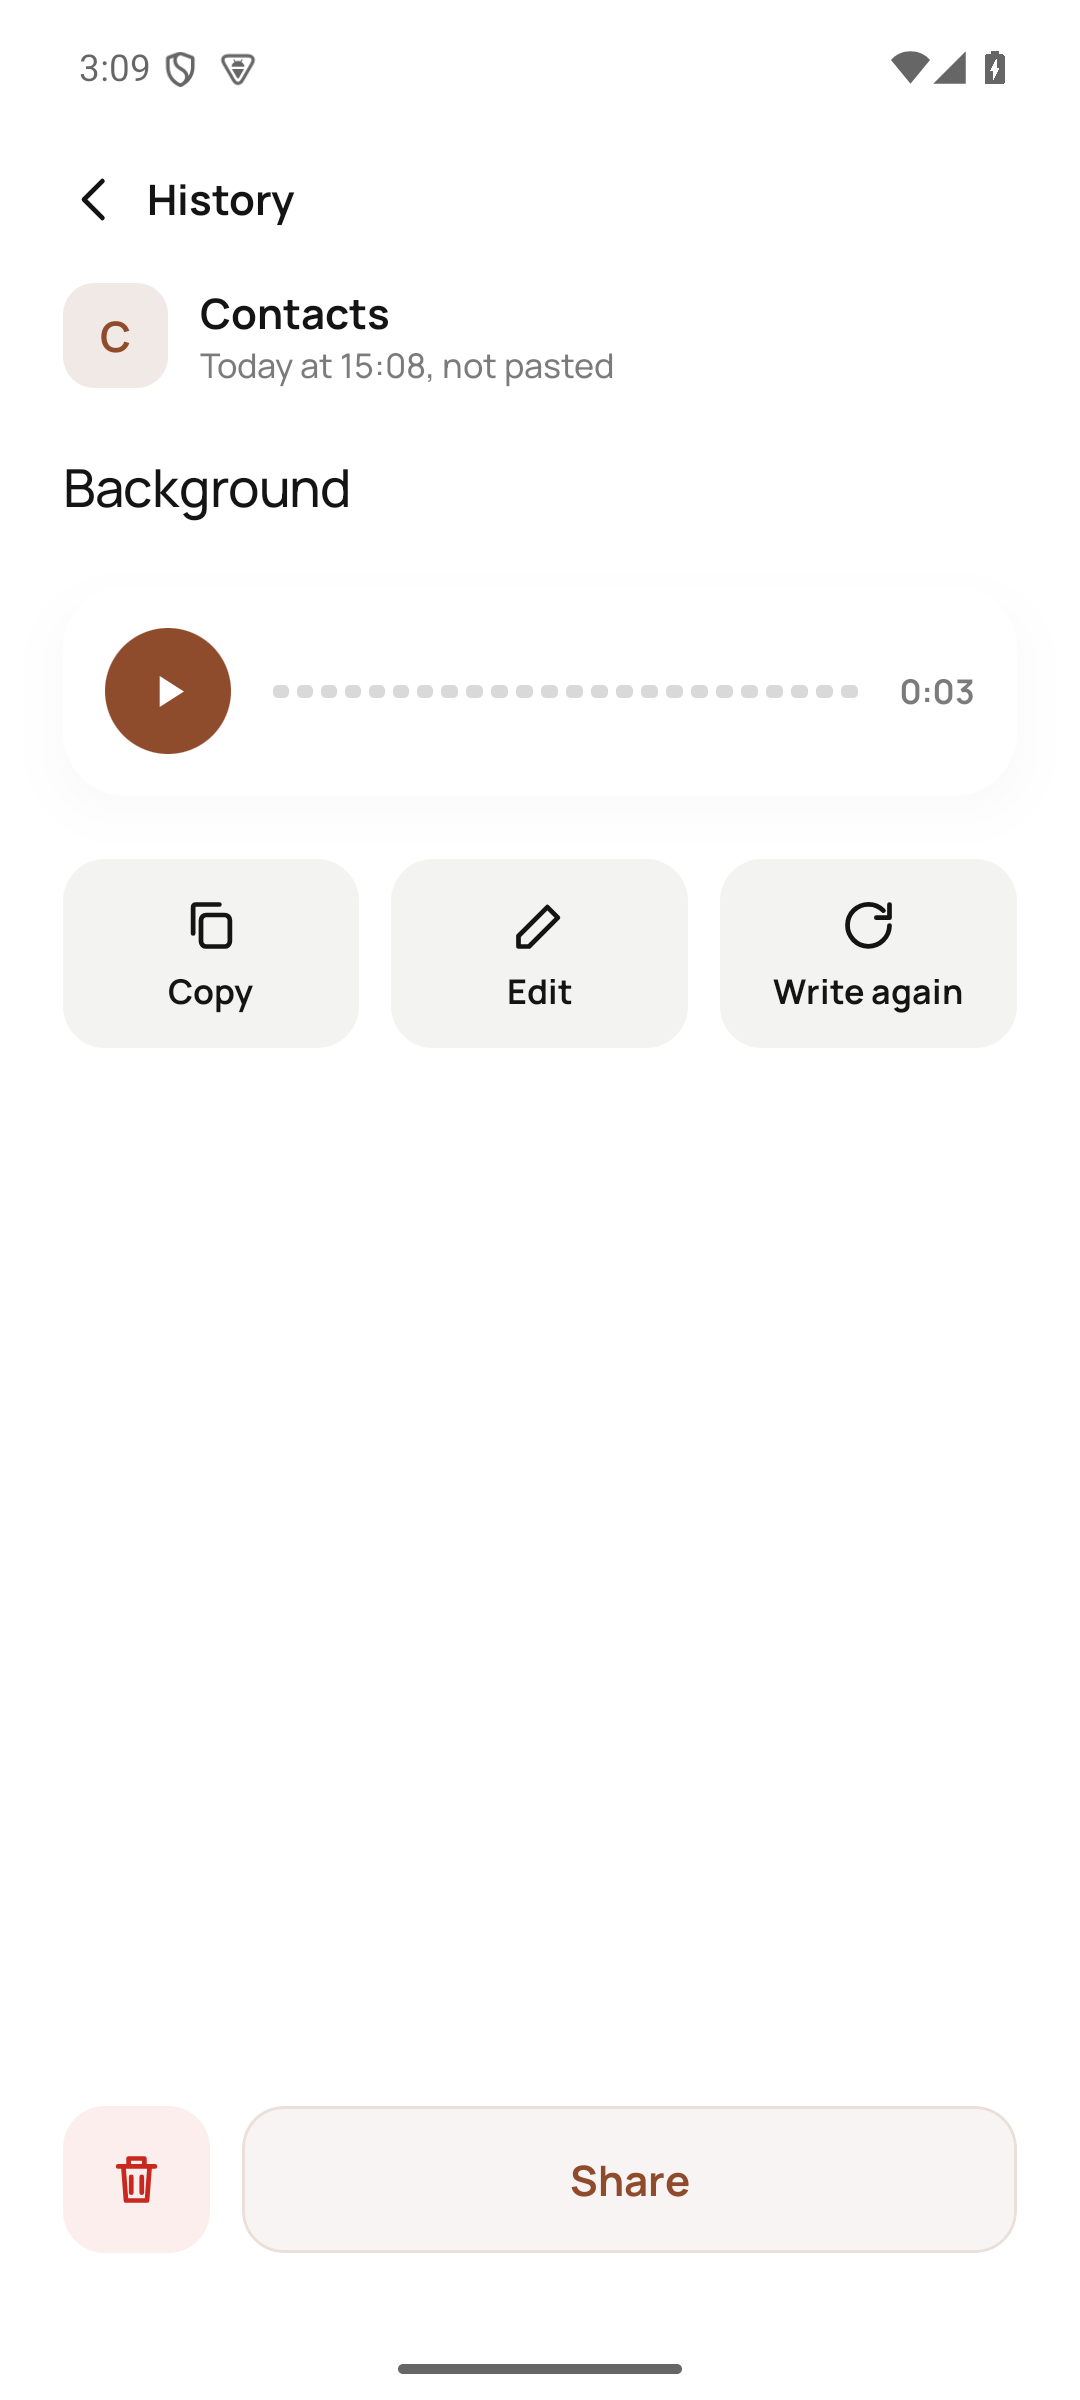 3:09
History
C
Contacts
Today at 15:08, not pasted
Background
0:03
Copy
Edit
Write again
Share